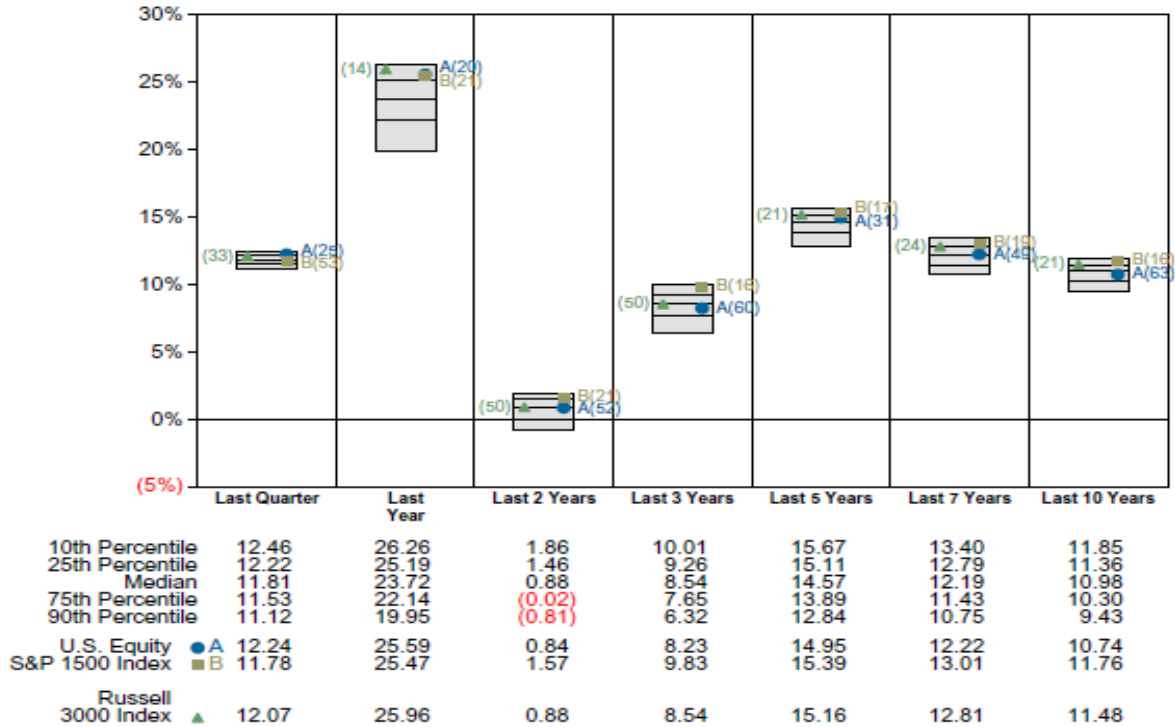 30%
25%
20%
15%
10%
5%
0%
(5%)
(33) A(25)
B(53)
(14) A(20)
B(21)
(50) B(21)
A(52)
(50) B(16)
A(60)
(21) B(17)
A(31)
(24) B(19)
A(49)
(21) B(16)
A(63)
Last Quarter Last Year Last 2 Years Last 3 Years Last 5 Years Last 7 Years Last 10 Years
10th Percentile 12.46 26.26 1.86 10.01 15.67 13.40 11.85
25th Percentile 12.22 25.19 1.46 9.26 15.11 12.79 11.36
Median 11.81 23.72 0.88 8.54 14.57 12.19 10.98
75th Percentile 11.53 22.14 (0.02) 7.65 13.89 11.43 10.30
90th Percentile 11.12 19.95 (0.81) 6.32 12.84 10.75 9.43
U.S. Equity A 12.24 25.59 0.84 8.23 14.95 12.22 10.74
S&P 1500 Index B 11.78 25.47 1.57 9.83 15.39 13.01 11.76
Russell
3000 Index 12.07 25.96 0.88 8.54 15.16 12.81 11.48